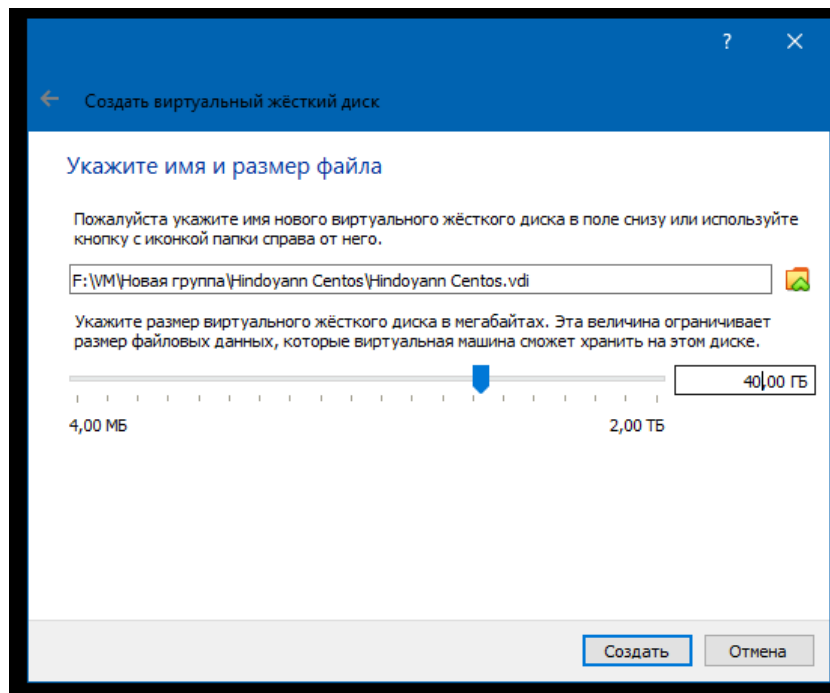 ?
Создать виртуальный жёсткий диск
Укажите имя и размер файла
Пожалуйста укажите имя нового виртуального жёсткого диска в поле снизу или используйте
кнопку с иконкой папки справа от него.
F:\VM\Новая группа\Hindoyann Centos\Hindoyann Centos.vdi
Укажите размер виртуального жёсткого диска в мегабайтах. Эта величина ограничивает
размер файловых данных, которые виртуальная машина сможет хранить на этом диске.
40,00 ГБ
4,00 МБ 2,00 ТБ
Создать Отмена